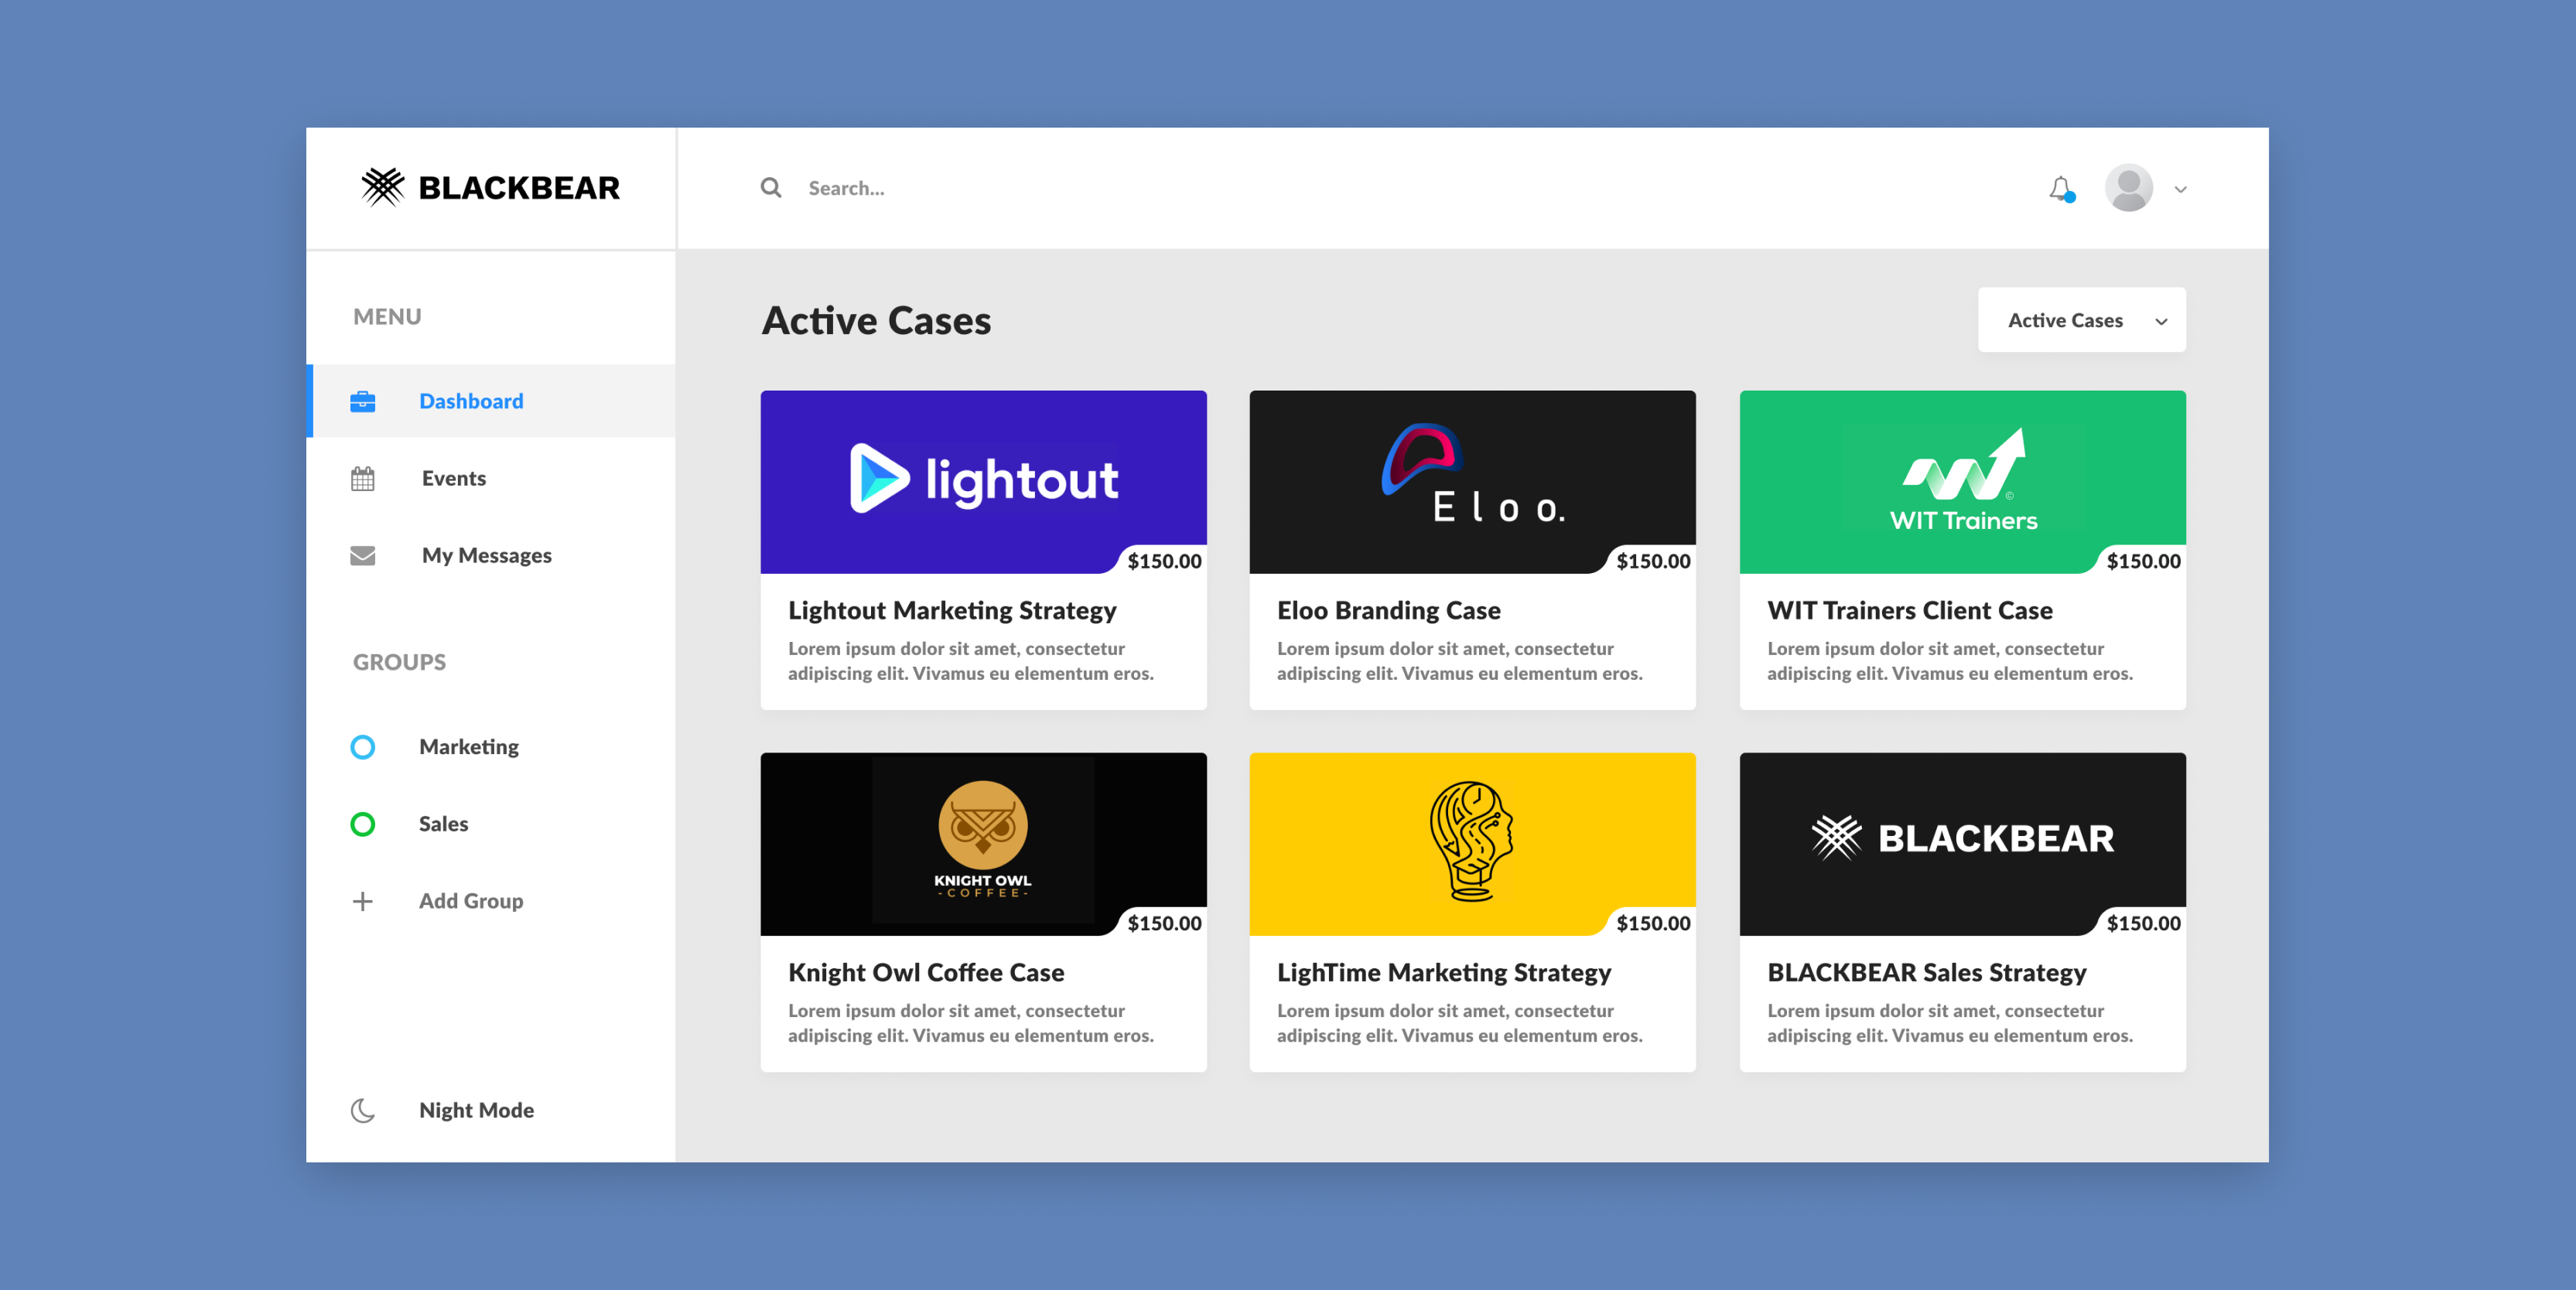 BLACKBEAR
Search...
MENU
Dashboard
Events
My Messages
GROUPS
Marketing
Sales
Add Group
Night Mode
Active Cases
Active Cases
lightout
$150.00
Lightout Marketing Strategy
Lorem ipsum dolor sit amet, consectetur
adipiscing elit. Vivamus eu elementum eros.
Eloo.
$150.00
Eloo Branding Case
Lorem ipsum dolor sit amet, consectetur
adipiscing elit. Vivamus eu elementum eros.
©
WIT Trainers
$150.00
WIT Trainers Client Case
Lorem ipsum dolor sit amet, consectetur
adipiscing elit. Vivamus eu elementum eros.
KNIGHT OWL
-COFFEE-
$150.00
Knight Owl Coffee Case
Lorem ipsum dolor sit amet, consectetur
adipiscing elit. Vivamus eu elementum eros.
$150.00
LighTime Marketing Strategy
Lorem ipsum dolor sit amet, consectetur
adipiscing elit. Vivamus eu elementum eros.
BLACKBEAR
$150.00
BLACKBEAR Sales Strategy
Lorem ipsum dolor sit amet, consectetur
adipiscing elit. Vivamus eu elementum eros.